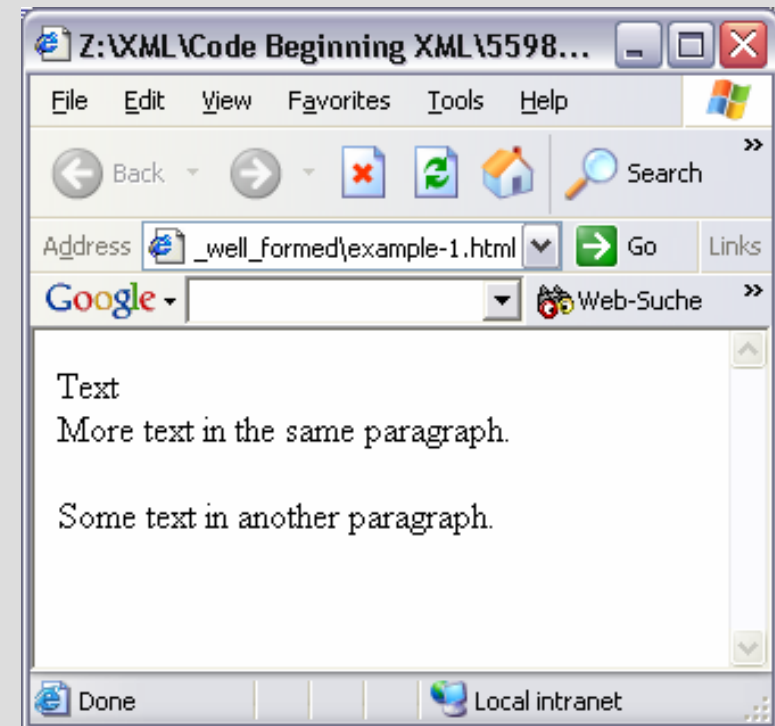 Z:\XML\Code Beginning XML\5598...
File Edit View Favorites Tools Help
Back Search »
Address _well_formed\example-1.html Go Links
Google Web-Suche »
Text
More text in the same paragraph.
Some text in another paragraph.
Done Local intranet